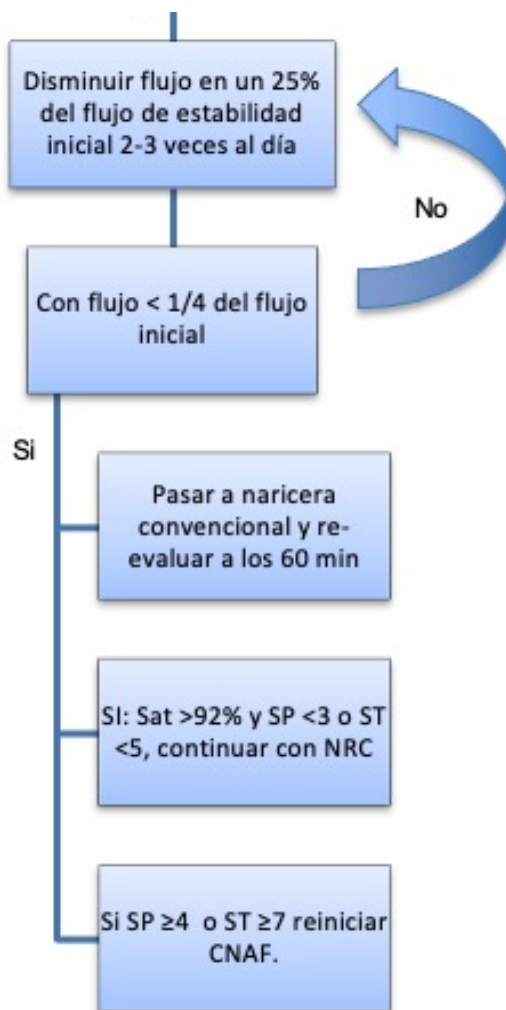 Disminuir flujo en un 25%
del flujo de estabilidad
inicial 2-3 veces al día
No
Con flujo < 1/4 del flujo
inicial
Si
Pasar a naricera
convencional y re-
evaluar a los 60 min
SI: Sat >92% y SP <3 o ST
<5, continuar con NRC
Si SP ≥4 o ST ≥7 reiniciar
CNAF.